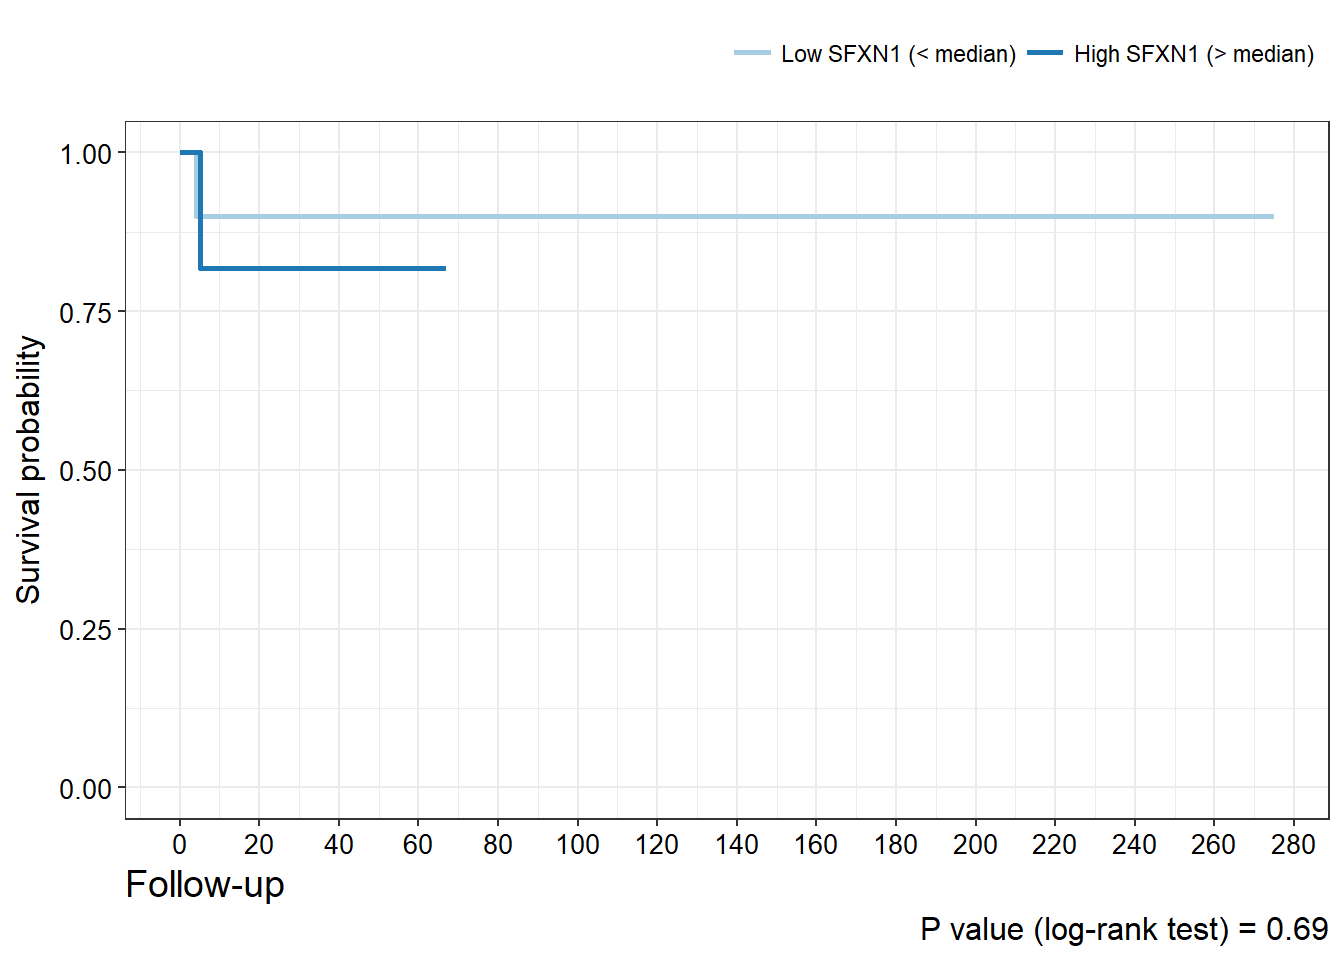 Low SFXN1 (< median) High SFXN1 (> median)
1.00
0.75
0.50
0.25
0.00
Survival probability
0 20 40 60 80 100 120 140 160 180 200 220 240 260 280
Follow-up
P value (log-rank test) = 0.69